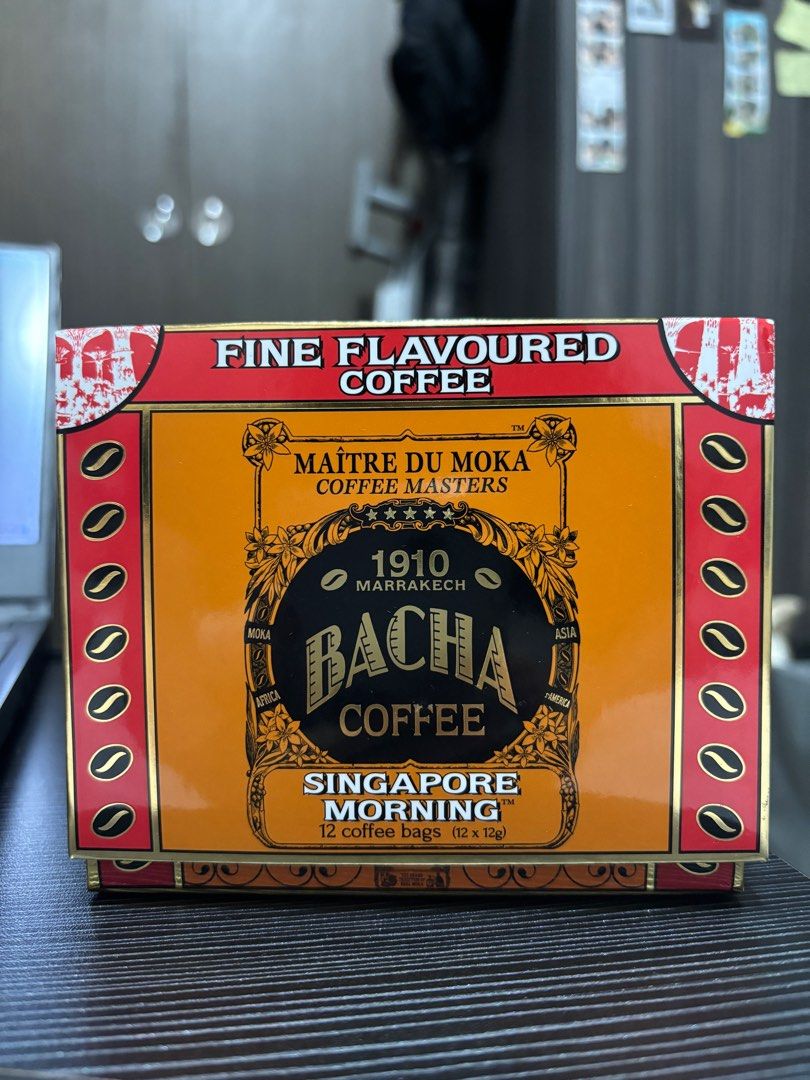 FINE FLAVOURED
COFFEE
™
MAÎTRE DU MOKA
COFFEE MASTERS
1910
MARRAKECH
MOKA
ASIA
BACHA
AFRICA
AMERICA
COFFEE
SINGAPORE
MORNING™
12 coffee bags (12 x 12g)